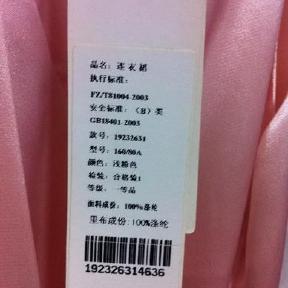 品名：连衣裙
执行标准：
FZ/T81004-2003
安全标准：（B）类
GB18401-2003
款号：19232631
型号：160/80A
颜色：浅粉色
检装：合格验1
等级：一等品
面料成份：100%涤纶
里布成份:100%涤纶
192326314636